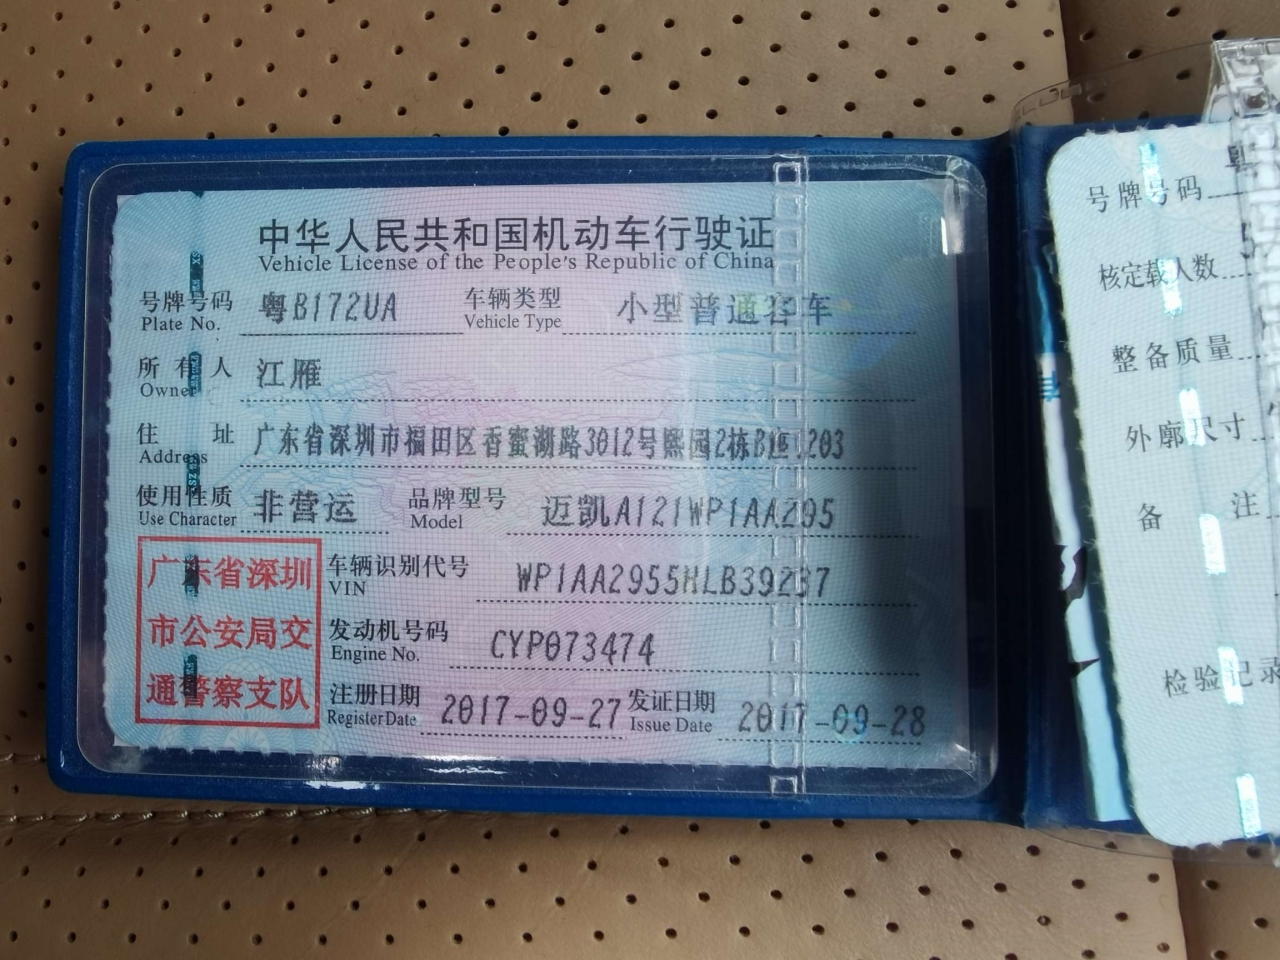 中华人民共和国机动车行驶证
Vehicle License of the People's Republic of China
号牌号码 粤B172UA 车辆类型 小型普通客车
Plate No. Vehicle Type
所有人 江雁
Owner
住址 广东省深圳市福田区香蜜湖路3012号熙园2栋B座.203
Address
使用性质 非营运 品牌型号 迈凯A121WP1AA295
Use Character Model
广东省深圳
市公安局交
通警察支队
车辆识别代号 WP1AA2955HLB39237
VIN
发动机号码 CYP073474
Engine No.
注册日期 2017-09-27 发证日期 2017-09-28
Register Date Issue Date
号牌号码
核定载人数
整备质量
外廓尺寸
备注
检验记录